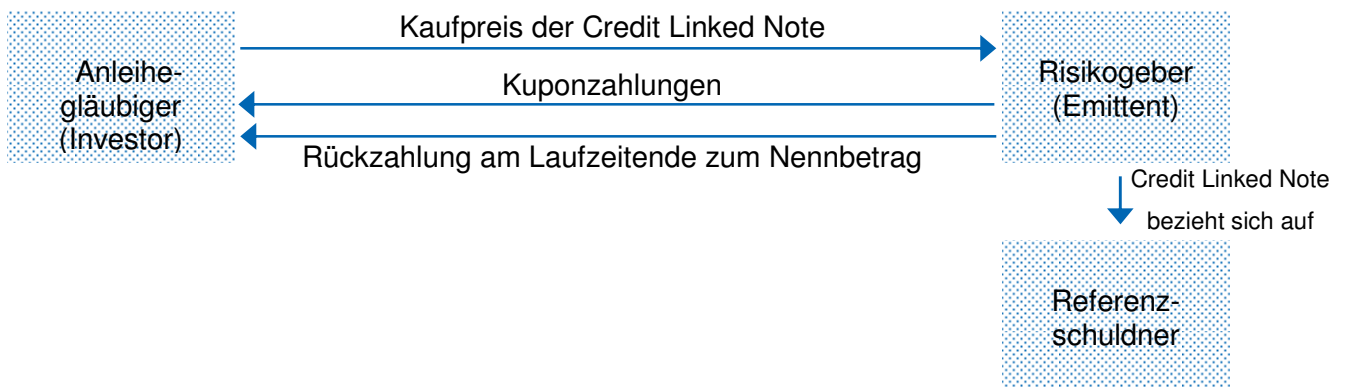 Kaufpreis der Credit Linked Note
Anleihe-
gläubiger
(Investor)
Kuponzahlungen
Risikogeber
(Emittent)
Rückzahlung am Laufzeitende zum Nennbetrag
Credit Linked Note
bezieht sich auf
Referenz-
schuldner